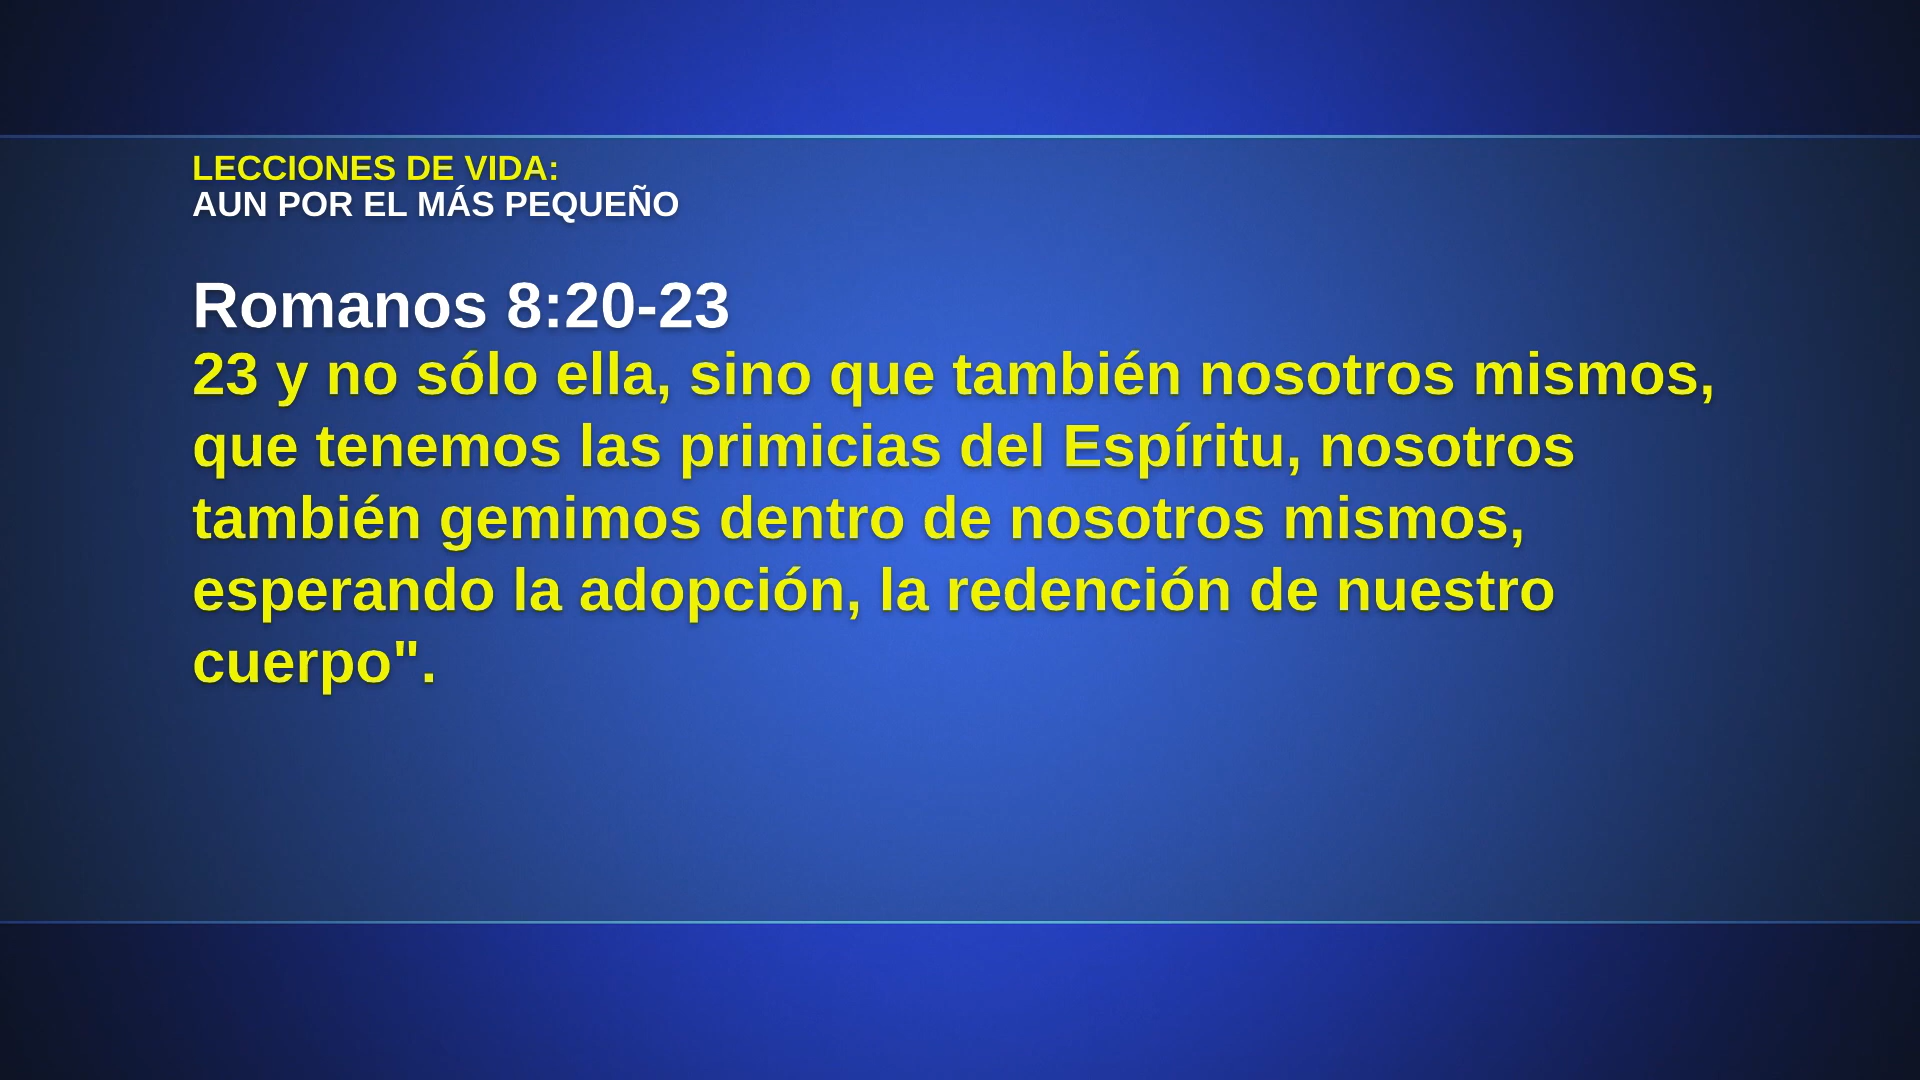 LECCIONES DE VIDA:
AUN POR EL MÁS PEQUEÑO
Romanos 8:20-23
23 y no sólo ella, sino que también nosotros mismos,
que tenemos las primicias del Espíritu, nosotros
también gemimos dentro de nosotros mismos,
esperando la adopción, la redención de nuestro
cuerpo".